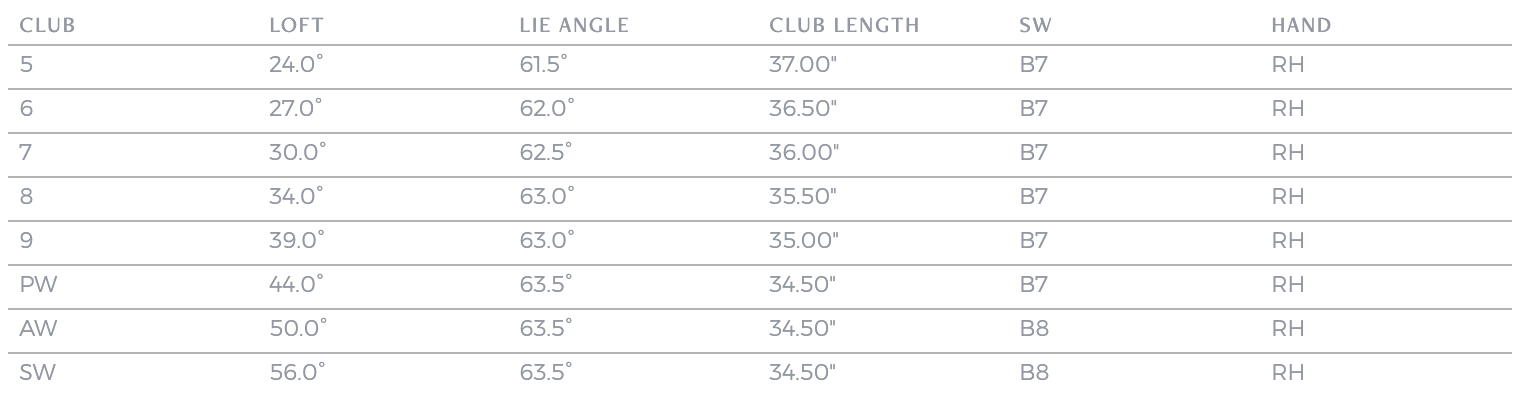 CLUB LOFT LIE ANGLE CLUB LENGTH SW HAND
5 24.0° 61.5° 37.00" B7 RH
6 27.0° 62.0° 36.50" B7 RH
7 30.0° 62.5° 36.00" B7 RH
8 34.0° 63.0° 35.50" B7 RH
9 39.0° 63.0° 35.00" B7 RH
PW 44.0° 63.5° 34.50" B7 RH
AW 50.0° 63.5° 34.50" B8 RH
SW 56.0° 63.5° 34.50" B8 RH